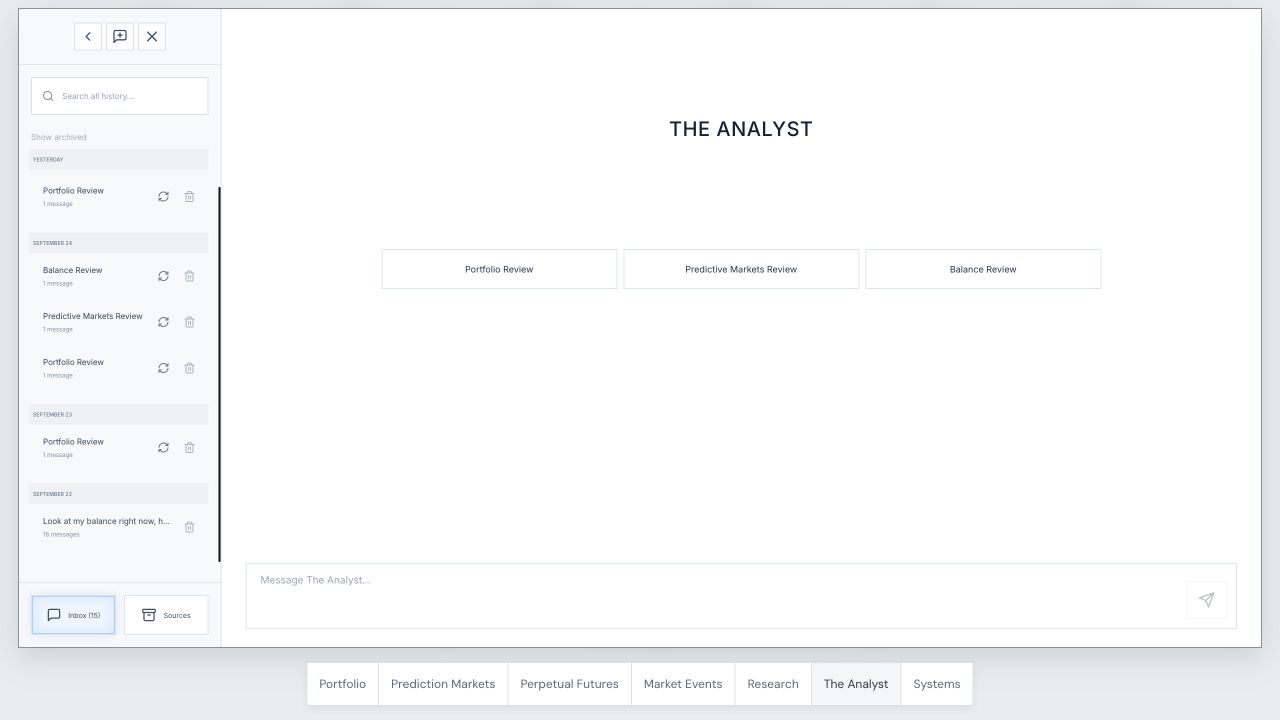 Search all history...
Show archived
YESTERDAY
Portfolio Review
1 message
SEPTEMBER 24
Balance Review
1 message
Predictive Markets Review
1 message
Portfolio Review
1 message
SEPTEMBER 23
Portfolio Review
1 message
SEPTEMBER 22
Look at my balance right now, h...
18 messages
Inbox (15)
Sources
THE ANALYST
Portfolio Review
Predictive Markets Review
Balance Review
Message The Analyst...
Portfolio
Prediction Markets
Perpetual Futures
Market Events
Research
The Analyst
Systems